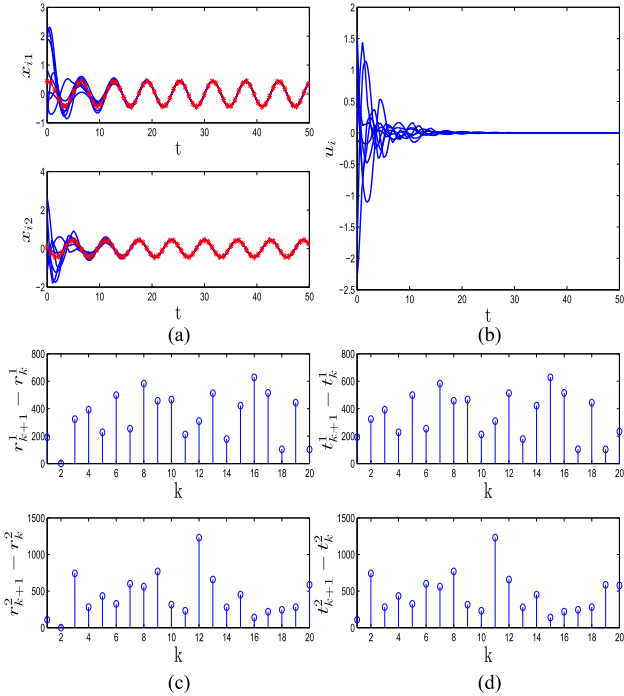 3
2
1
0
-1
0 10 20 30 40 50
x_{i1}
t
4
2
0
-2
0 10 20 30 40 50
x_{i2}
t
(a)
2
1.5
1
0.5
0
-0.5
-1
-1.5
-2
-2.5
0 10 20 30 40 50
u_i
t
(b)
800
600
400
200
0
2 4 6 8 10 12 14 16 18 20
r^1_{k+1} − r^1_k
k
800
600
400
200
0
2 4 6 8 10 12 14 16 18 20
t^1_{k+1} − t^1_k
k
1500
1000
500
0
2 4 6 8 10 12 14 16 18 20
r^2_{k+1} − r^2_k
k
(c)
1500
1000
500
0
2 4 6 8 10 12 14 16 18 20
t^2_{k+1} − t^2_k
k
(d)